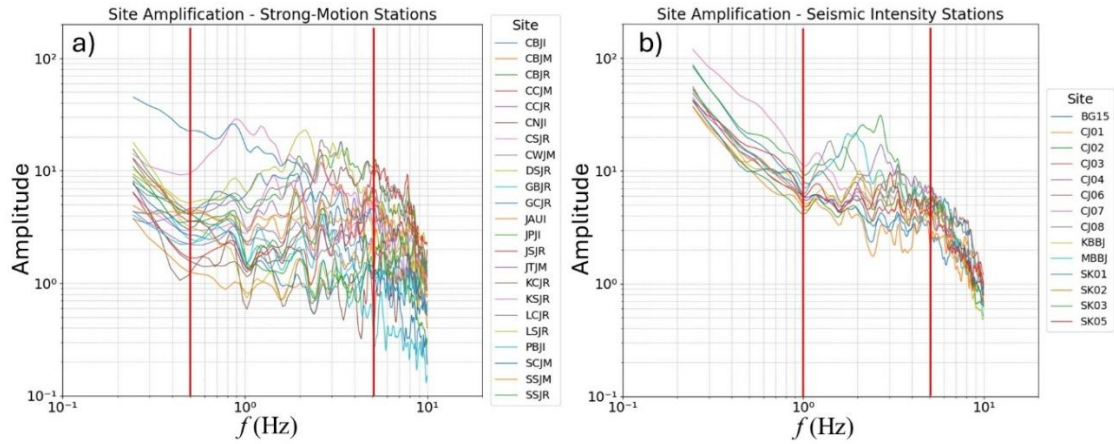 Site Amplification - Strong-Motion Stations
a)
10²
10¹
10⁰
10⁻¹
Amplitude
10⁻¹
10⁰
10¹
f (Hz)
Site
CBJI
CBJM
CBJR
CCJM
CCJR
CNJI
CSJR
CWJM
DSJR
GBJR
GCJR
JAUI
JPJI
JSJR
JTJM
KCJR
KSJR
LCJR
LSJR
PBJI
SCJM
SSJM
SSJR
Site Amplification - Seismic Intensity Stations
b)
10²
10¹
10⁰
10⁻¹
Amplitude
10⁻¹
10⁰
10¹
f (Hz)
Site
BG15
CJ01
CJ02
CJ03
CJ04
CJ06
CJ07
CJ08
KBBJ
MBBJ
SK01
SK02
SK03
SK05